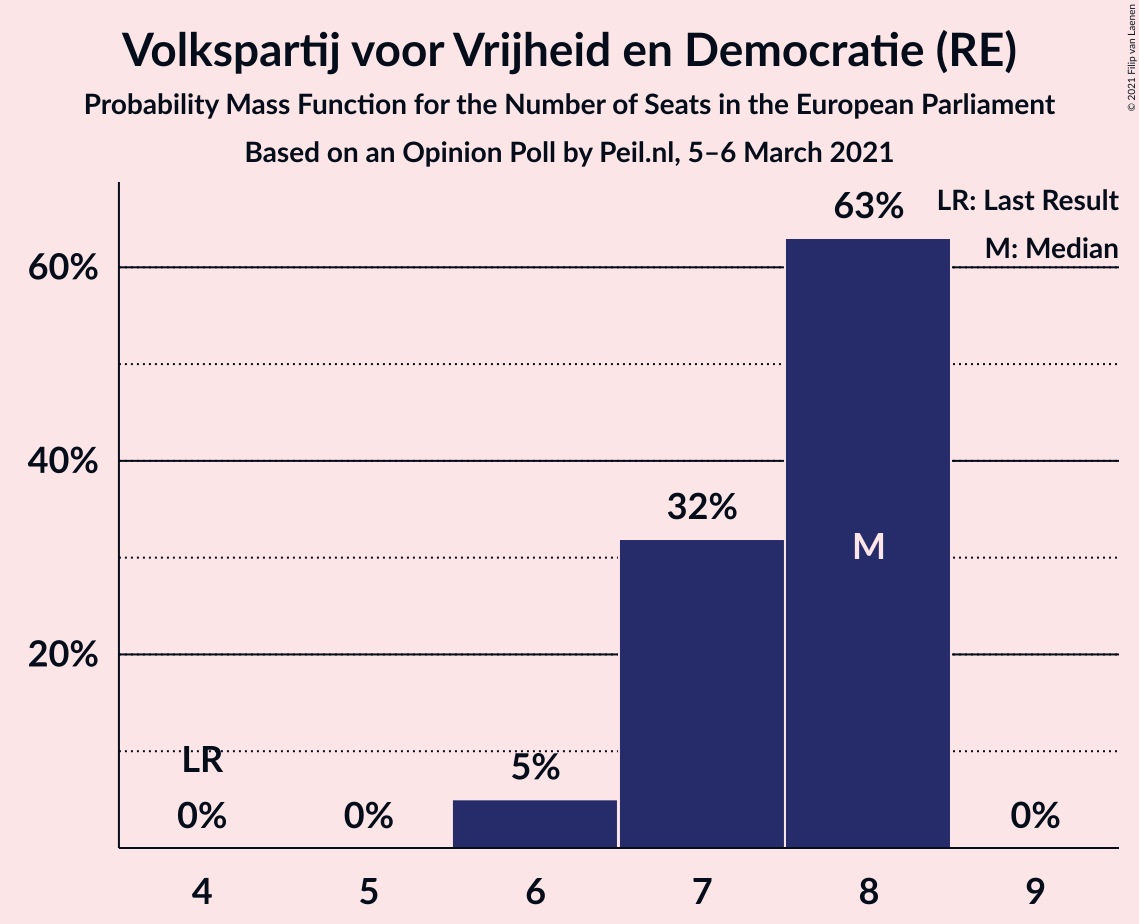 Volkspartij voor Vrijheid en Democratie (RE)
Probability Mass Function for the Number of Seats in the European Parliament
Based on an Opinion Poll by Peil.nl, 5–6 March 2021
© 2021 Filip van Laenen
LR: Last Result
M: Median
63%
60%
40%
32%
M
20%
LR
5%
0%
0%
0%
4
5
6
7
8
9